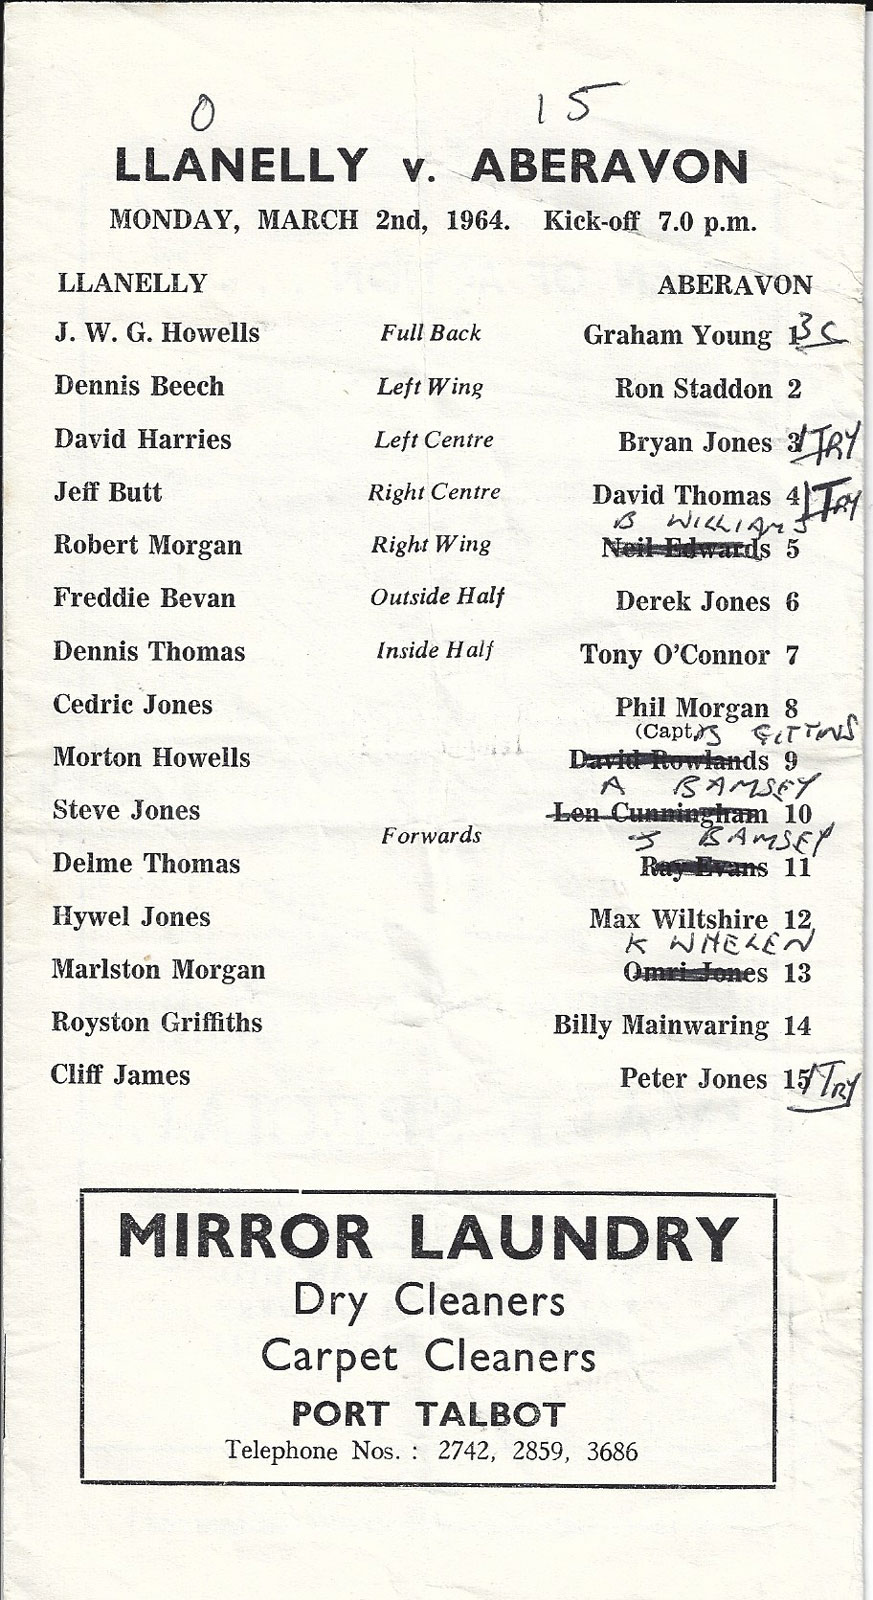 0 15
LLANELLY v. ABERAVON
MONDAY, MARCH 2nd, 1964. Kick-off 7.0 p.m.
LLANELLY ABERAVON
J. W. G. Howells Full Back Graham Young 1 3C
Dennis Beech Left Wing Ron Staddon 2
David Harries Left Centre Bryan Jones 3 1 TRY
Jeff Butt Right Centre David Thomas 4 1 TRY
B WILLIAMS
Robert Morgan Right Wing Neil Edwards 5
Freddie Bevan Outside Half Derek Jones 6
Dennis Thomas Inside Half Tony O'Connor 7
Cedric Jones Phil Morgan 8
(Capt.) GITTINS
Morton Howells David Rowlands 9
A BAMSEY
Steve Jones Len Cunningham 10
Forwards BAMSEY
Delme Thomas Ray Evans 11
Hywel Jones Max Wiltshire 12
K WHELEN
Marlston Morgan Omri Jones 13
Royston Griffiths Billy Mainwaring 14
Cliff James Peter Jones 15 1 TRY
MIRROR LAUNDRY
Dry Cleaners
Carpet Cleaners
PORT TALBOT
Telephone Nos. : 2742, 2859, 3686